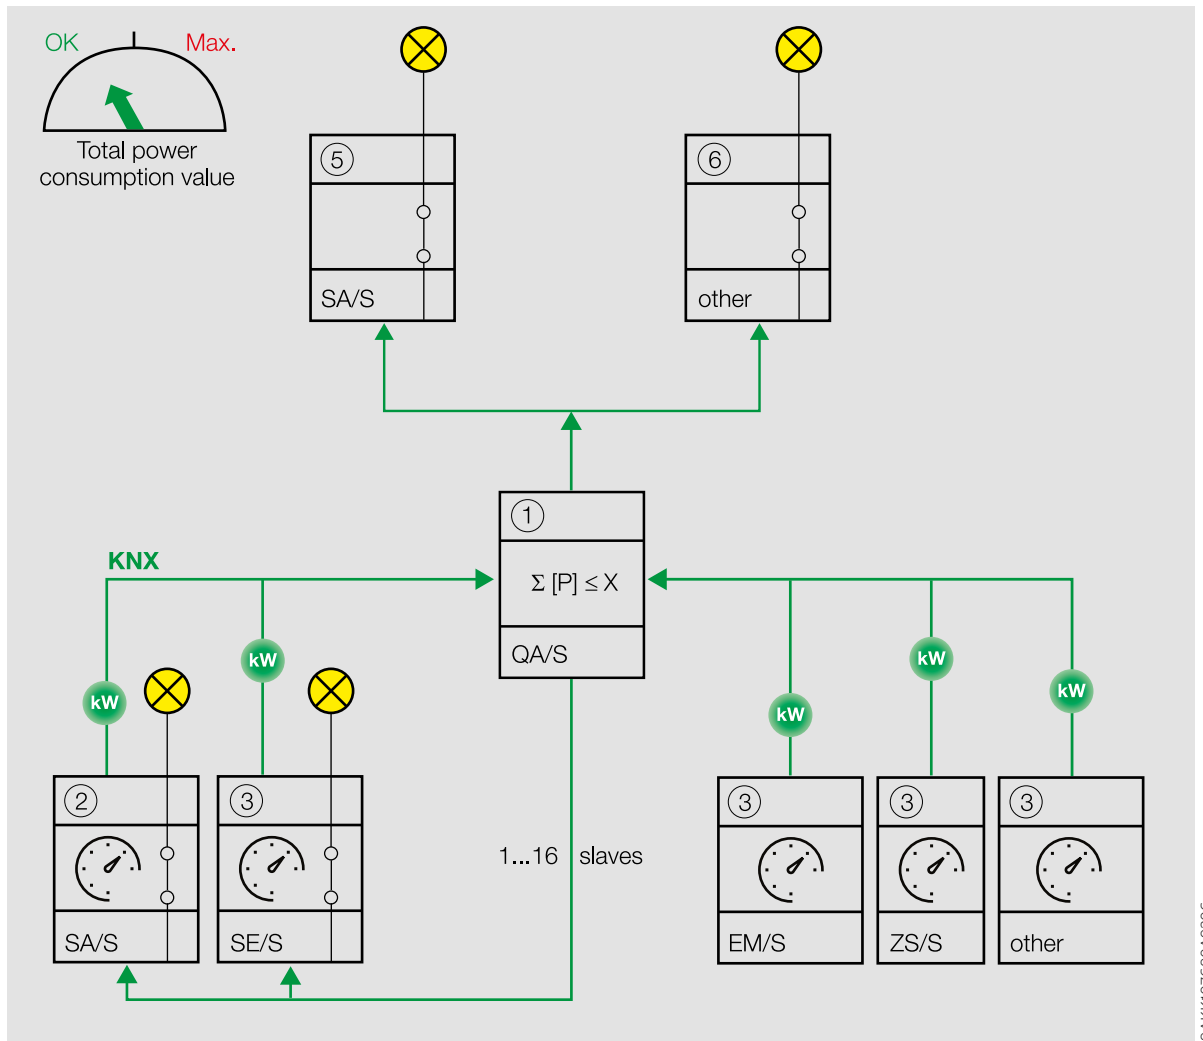 OK
Max.
Total power
consumption value
5
SA/S
6
other
1
Σ [P] ≤ X
QA/S
KNX
kW
kW
kW
kW
kW
2
SA/S
3
SE/S
1...16 slaves
3
EM/S
3
ZS/S
3
other